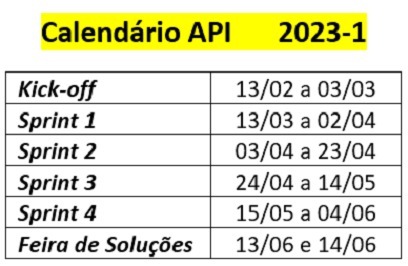 Calendário API 2023-1
Kick-off 13/02 a 03/03
Sprint 1 13/03 a 02/04
Sprint 2 03/04 a 23/04
Sprint 3 24/04 a 14/05
Sprint 4 15/05 a 04/06
Feira de Soluções 13/06 e 14/06